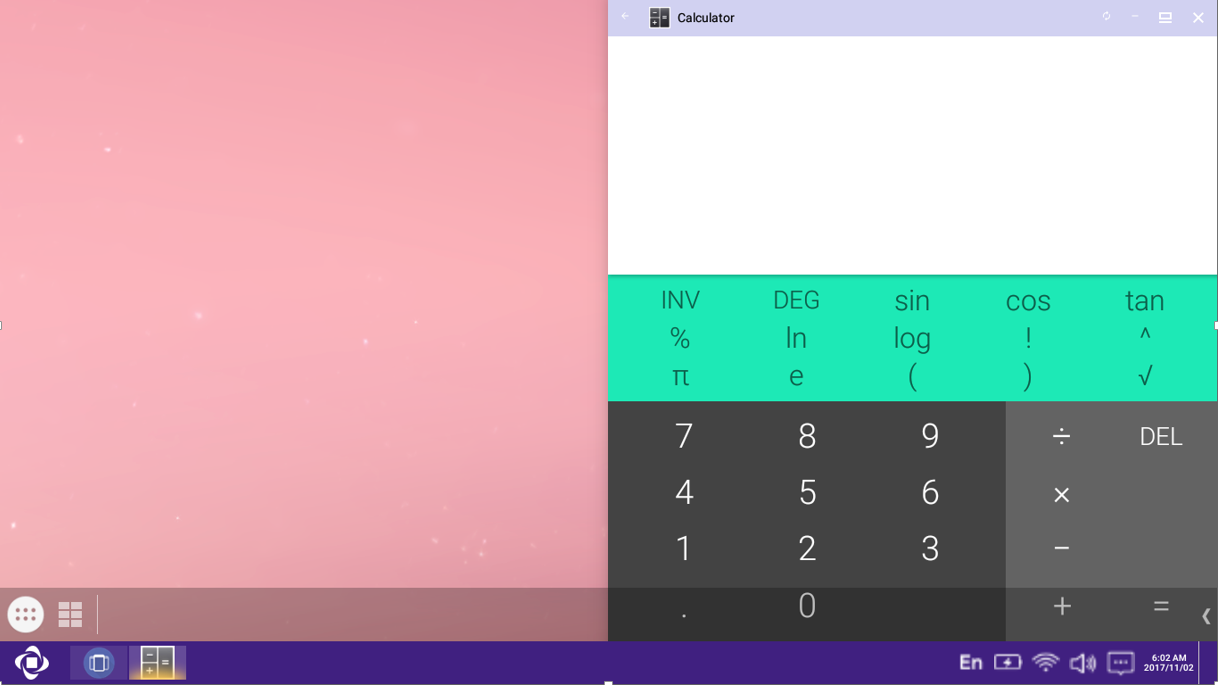 Calculator
INV DEG sin cos tan
% ln log ! ^
π e ( ) √
7 8 9 ÷ DEL
4 5 6 ×
1 2 3 −
. 0 + =
En 6:02 AM
2017/11/02